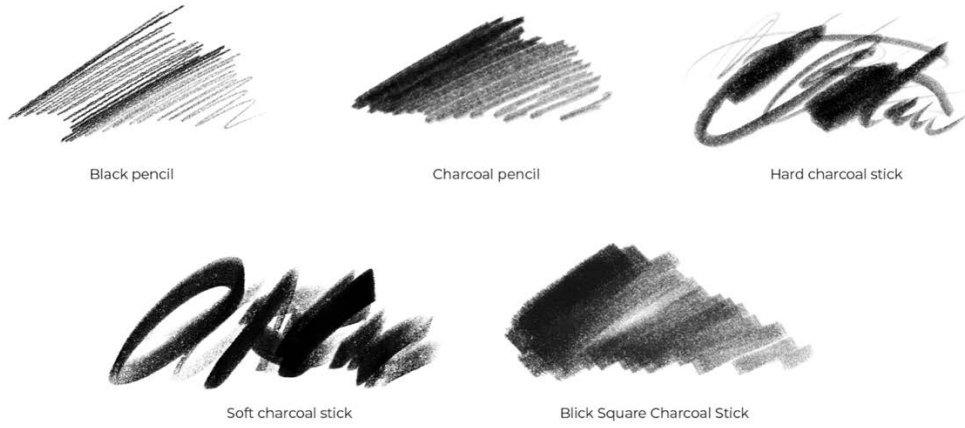 Black pencil
Charcoal pencil
Hard charcoal stick
Soft charcoal stick
Blick Square Charcoal Stick